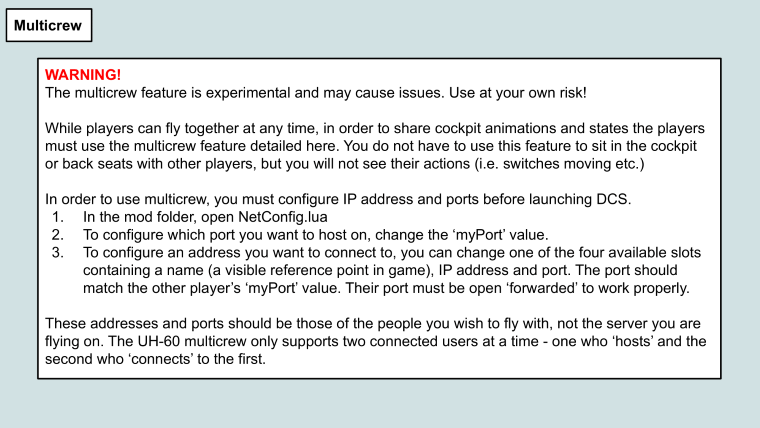 Multicrew
WARNING!
The multicrew feature is experimental and may cause issues. Use at your own risk!
While players can fly together at any time, in order to share cockpit animations and states the players
must use the multicrew feature detailed here. You do not have to use this feature to sit in the cockpit
or back seats with other players, but you will not see their actions (i.e. switches moving etc.)
In order to use multicrew, you must configure IP address and ports before launching DCS.
1. In the mod folder, open NetConfig.lua
2. To configure which port you want to host on, change the ‘myPort’ value.
3. To configure an address you want to connect to, you can change one of the four available slots
containing a name (a visible reference point in game), IP address and port. The port should
match the other player’s ‘myPort’ value. Their port must be open ‘forwarded’ to work properly.
These addresses and ports should be those of the people you wish to fly with, not the server you are
flying on. The UH-60 multicrew only supports two connected users at a time - one who ‘hosts’ and the
second who ‘connects’ to the first.